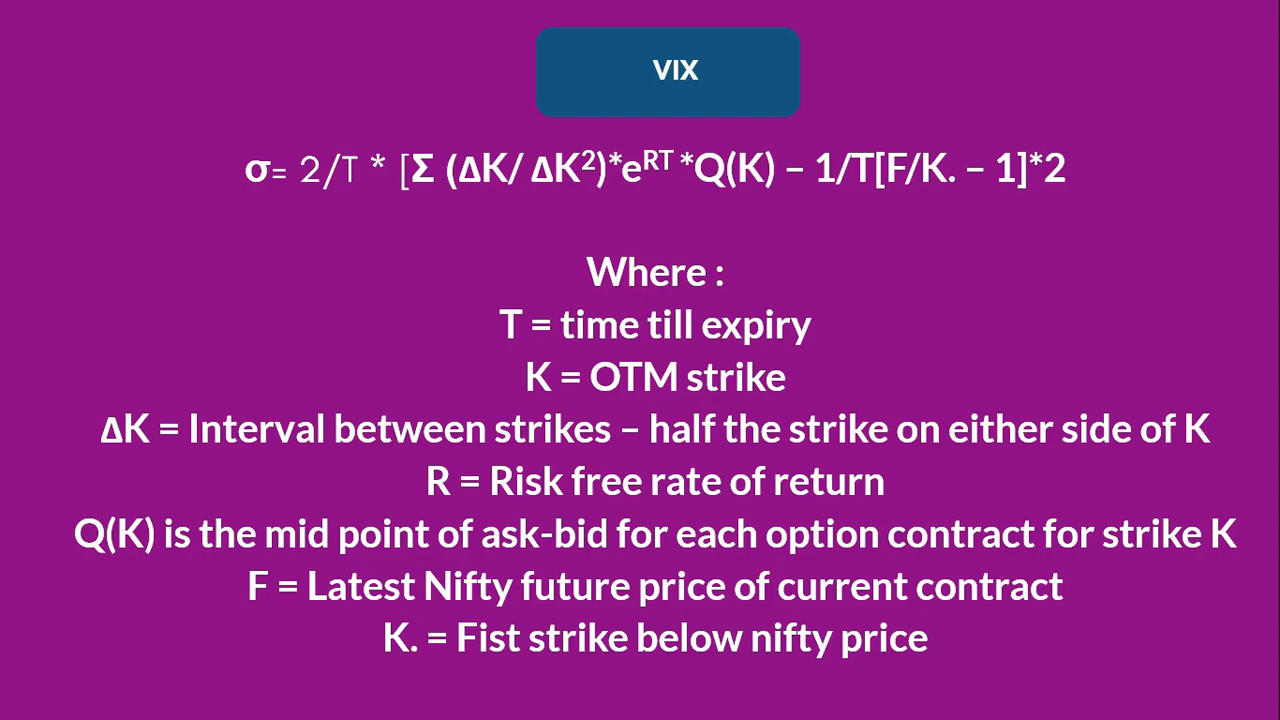 VIX
σ= 2/T * [Σ (ΔK/ ΔK²)*eᴿᵀ *Q(K) – 1/T[F/K. – 1]*2
Where :
T = time till expiry
K = OTM strike
ΔK = Interval between strikes – half the strike on either side of K
R = Risk free rate of return
Q(K) is the mid point of ask-bid for each option contract for strike K
F = Latest Nifty future price of current contract
K. = Fist strike below nifty price